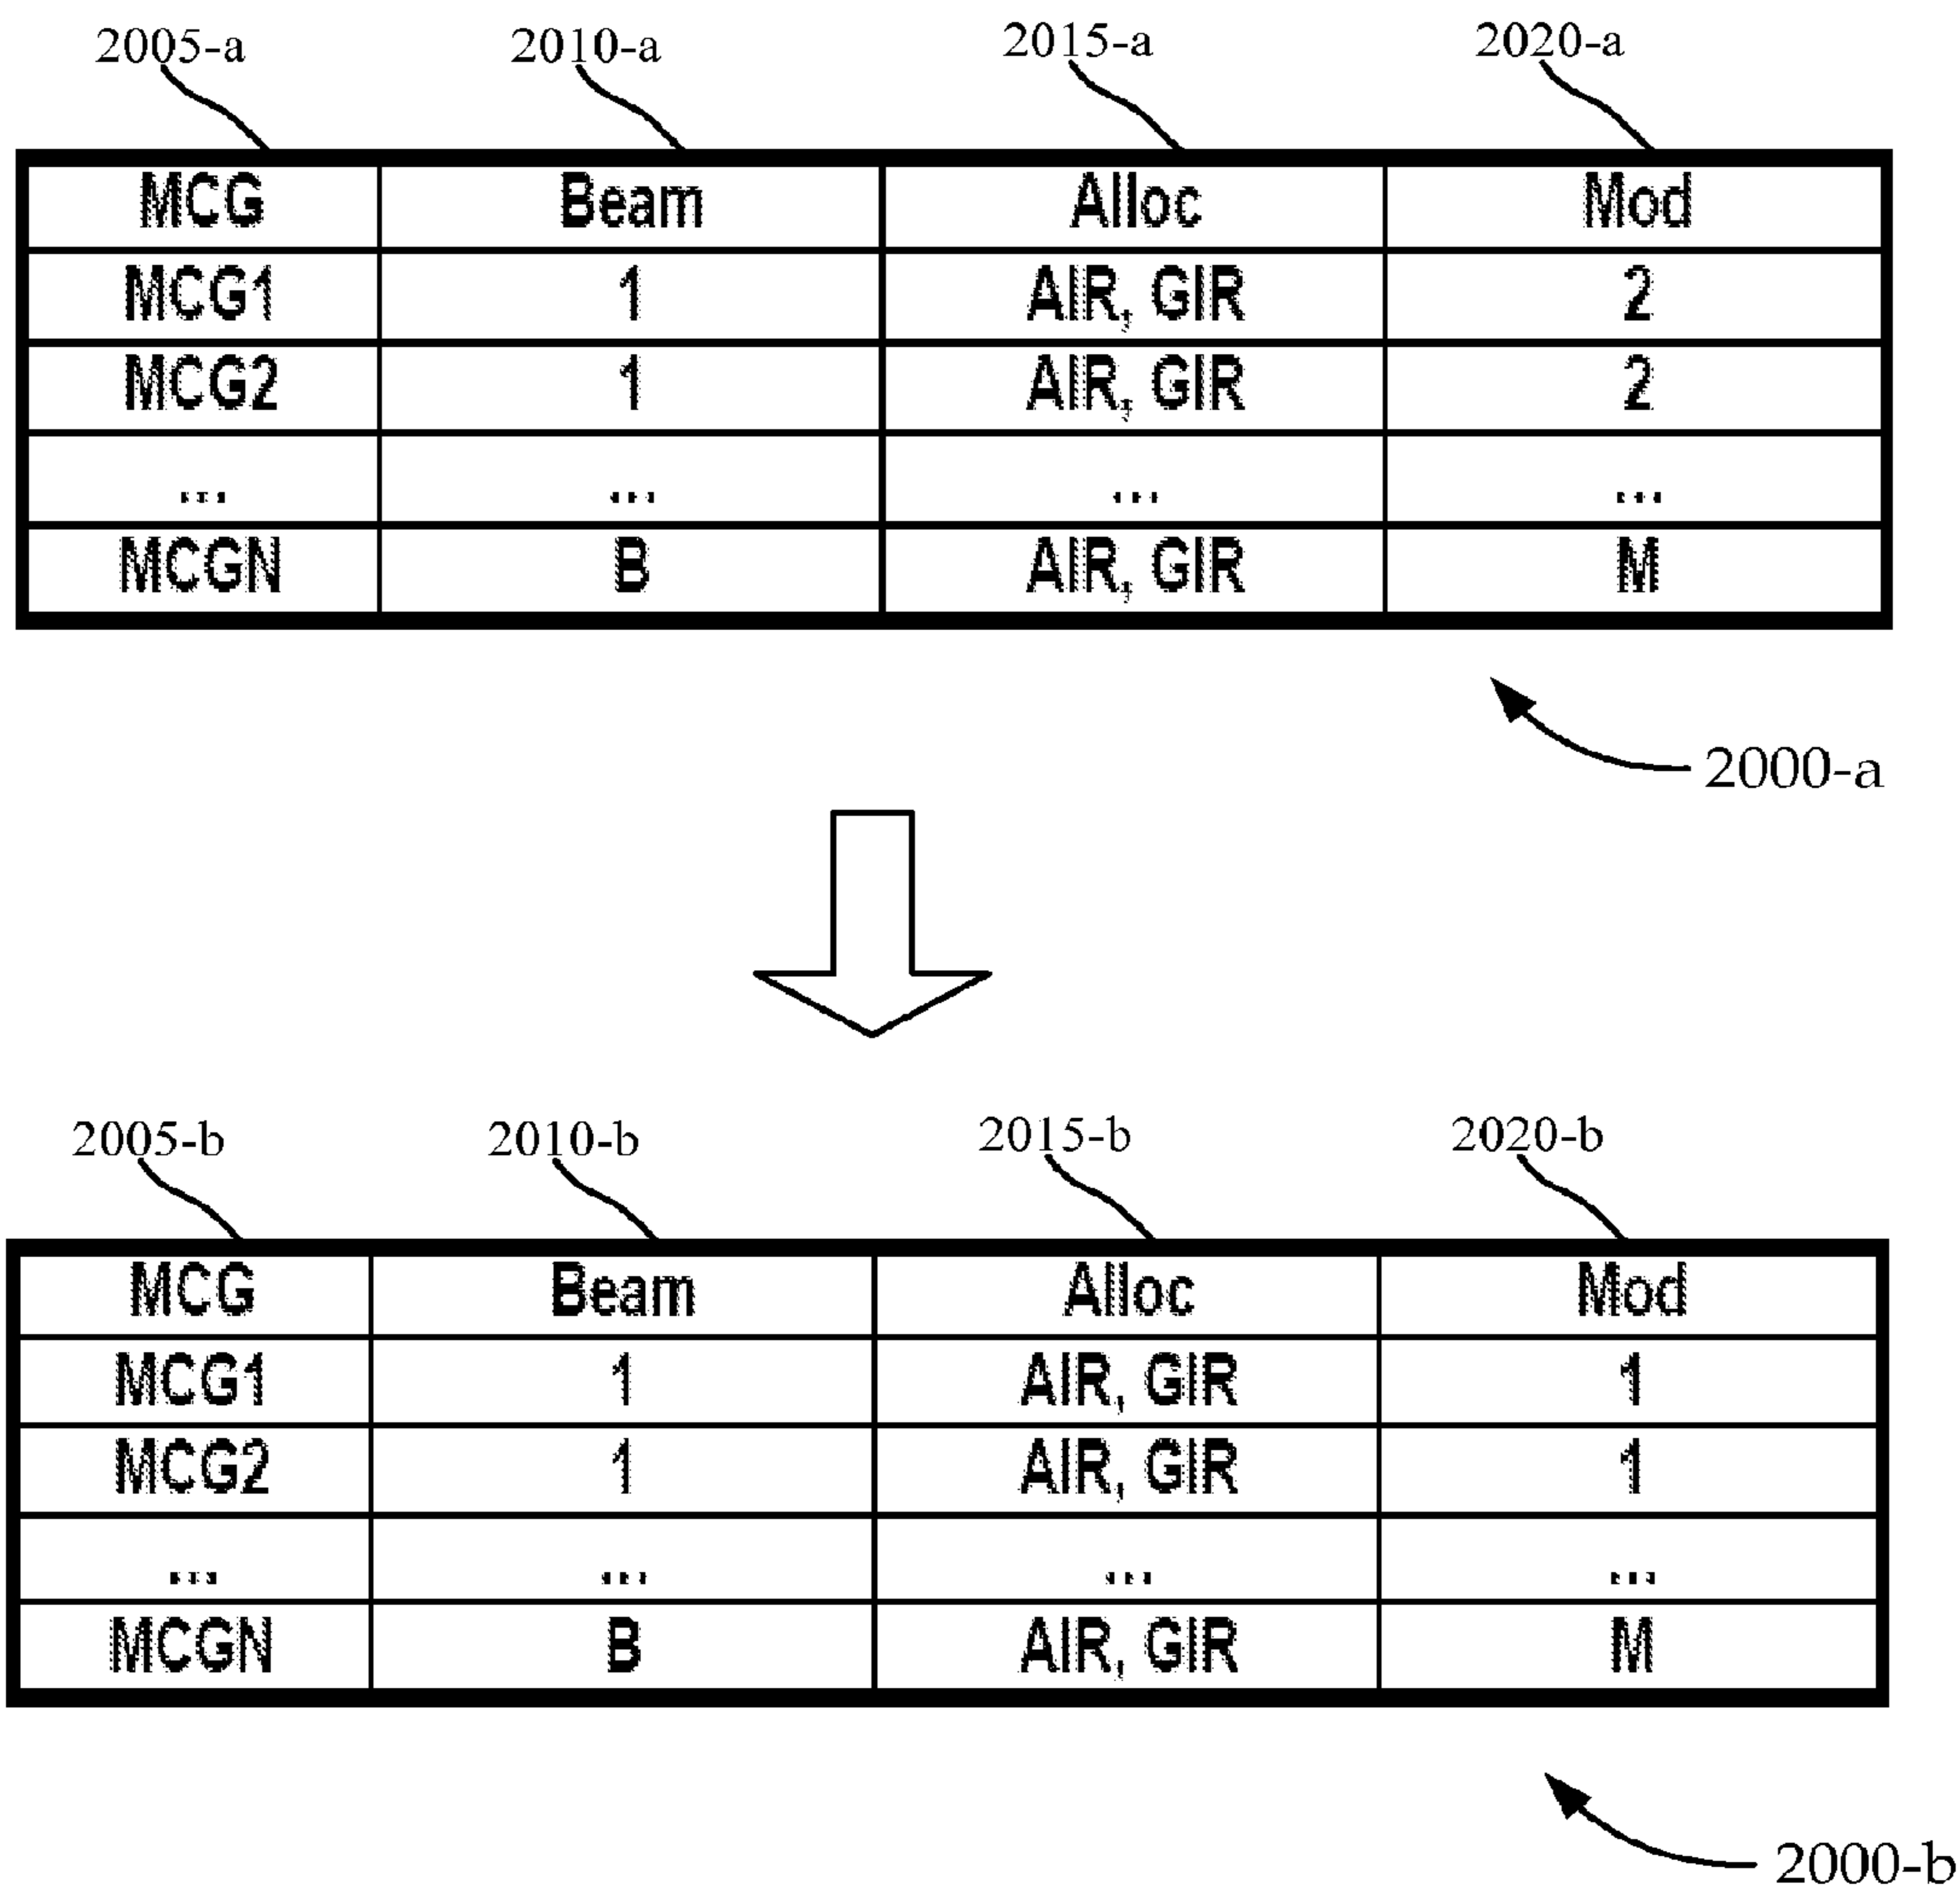 2005-a 2010-a 2015-a 2020-a
MCG Beam Alloc Mod
MCG1 1 AIR, GIR 2
MCG2 1 AIR, GIR 2
... ... ... ...
MCGN B AIR, GIR M
2000-a
2005-b 2010-b 2015-b 2020-b
MCG Beam Alloc Mod
MCG1 1 AIR, GIR 1
MCG2 1 AIR, GIR 1
... ... ... ...
MCGN B AIR, GIR M
2000-b